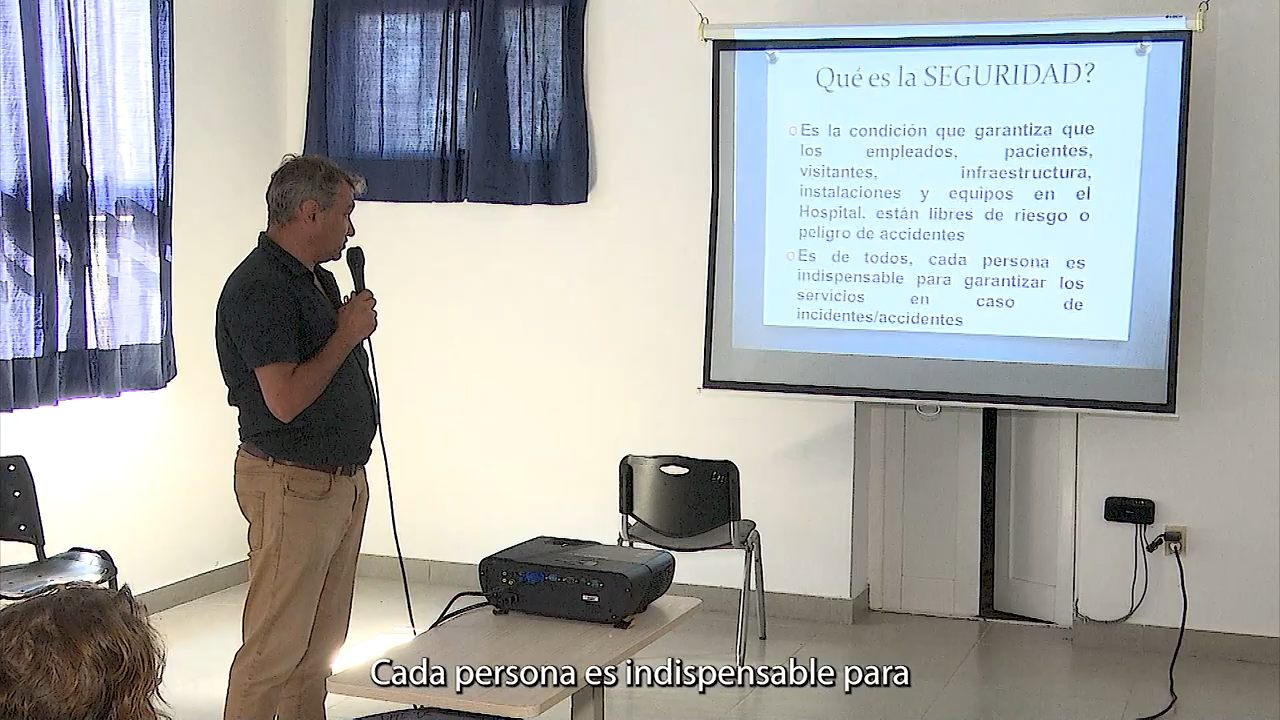 Qué es la SEGURIDAD?
Es la condición que garantiza que
los empleados, pacientes,
visitantes, infraestructura,
instalaciones y equipos en el
Hospital. están libres de riesgo o
peligro de accidentes
Es de todos, cada persona es
indispensable para garantizar los
servicios en caso de
incidentes/accidentes
Cada persona es indispensable para